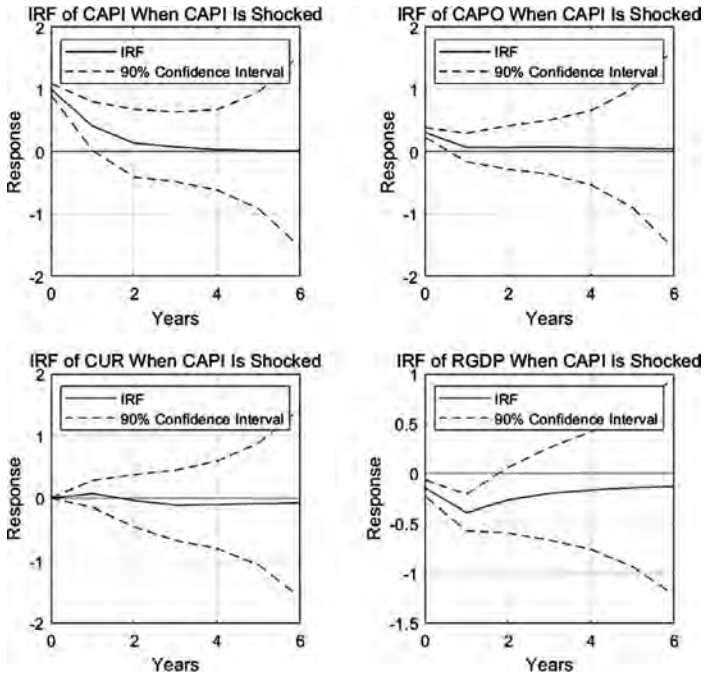 IRF of CAPI When CAPI Is Shocked
2
1
0
-1
-2
Response
IRF
90% Confidence Interval
0
2
4
6
Years
IRF of CAPO When CAPI Is Shocked
2
1
0
-1
-2
Response
IRF
90% Confidence Interval
0
2
4
6
Years
IRF of CUR When CAPI Is Shocked
2
1
0
-1
-2
Response
IRF
90% Confidence Interval
0
2
4
6
Years
IRF of RGDP When CAPI Is Shocked
1
0.5
0
-0.5
-1
-1.5
Response
IRF
90% Confidence Interval
0
2
4
6
Years